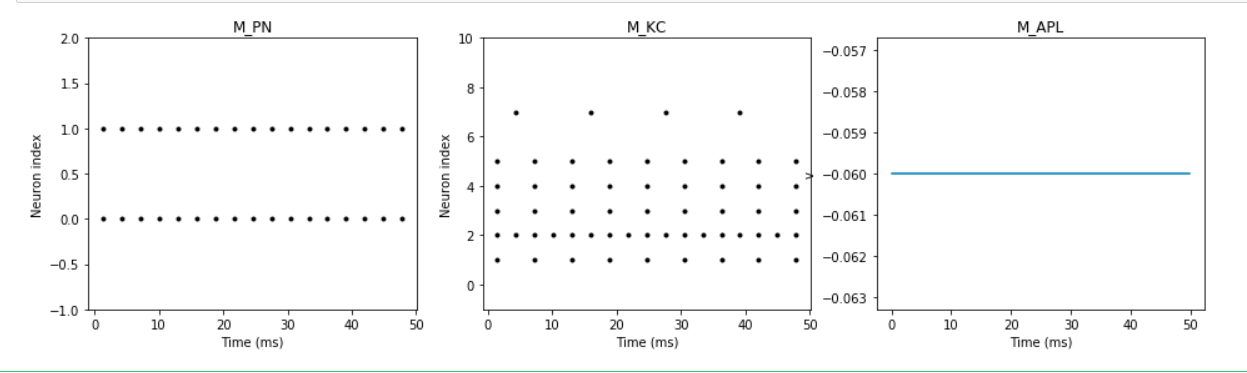 M_PN
2.0
1.5
1.0
0.5
0.0
−0.5
−1.0
Neuron index
0 10 20 30 40 50
Time (ms)
M_KC
10
8
6
4
2
0
Neuron index
0 10 20 30 40 50
Time (ms)
M_APL
−0.057
−0.058
−0.059
−0.060
−0.061
−0.062
−0.063
v
0 10 20 30 40 50
Time (ms)